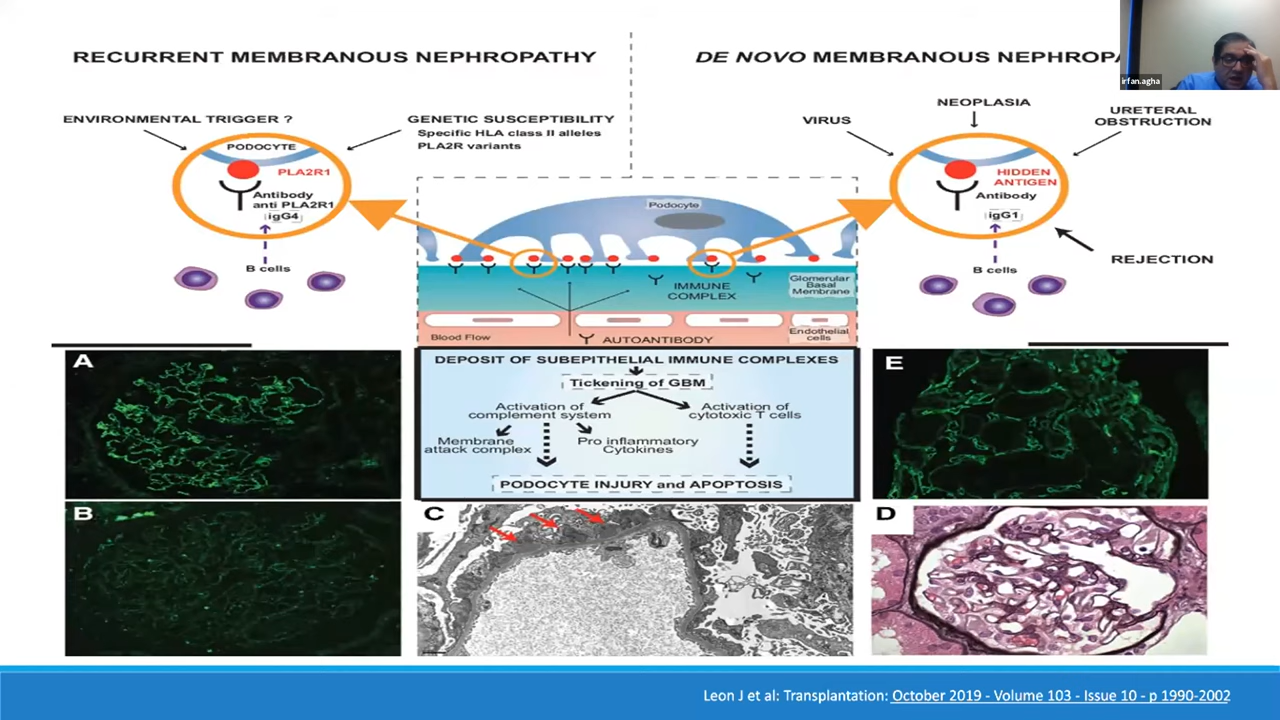 RECURRENT MEMBRANOUS NEPHROPATHY
ENVIRONMENTAL TRIGGER ?
GENETIC SUSCEPTIBILITY
Specific HLA class II alleles
PLA2R variants
PODOCYTE
PLA2R1
Antibody
anti PLA2R1
igG4
B cells
DE NOVO MEMBRANOUS NEPHROPA
irfan.agha
NEOPLASIA
VIRUS
URETERAL
OBSTRUCTION
HIDDEN
ANTIGEN
Antibody
igG1
B cells
REJECTION
Podocyte
IMMUNE
COMPLEX
Glomerular
Basal
Membrane
Blood Flow
AUTOANTIBODY
Endothelial
cells
DEPOSIT OF SUBEPITHELIAL IMMUNE COMPLEXES
Tickening of GBM
Activation of
complement system
Activation of
cytotoxic T cells
Membrane
attack complex
Pro inflammatory
Cytokines
PODOCYTE INJURY and APOPTOSIS
A
E
B
C
D
Leon J et al: Transplantation: October 2019 - Volume 103 - Issue 10 - p 1990-2002